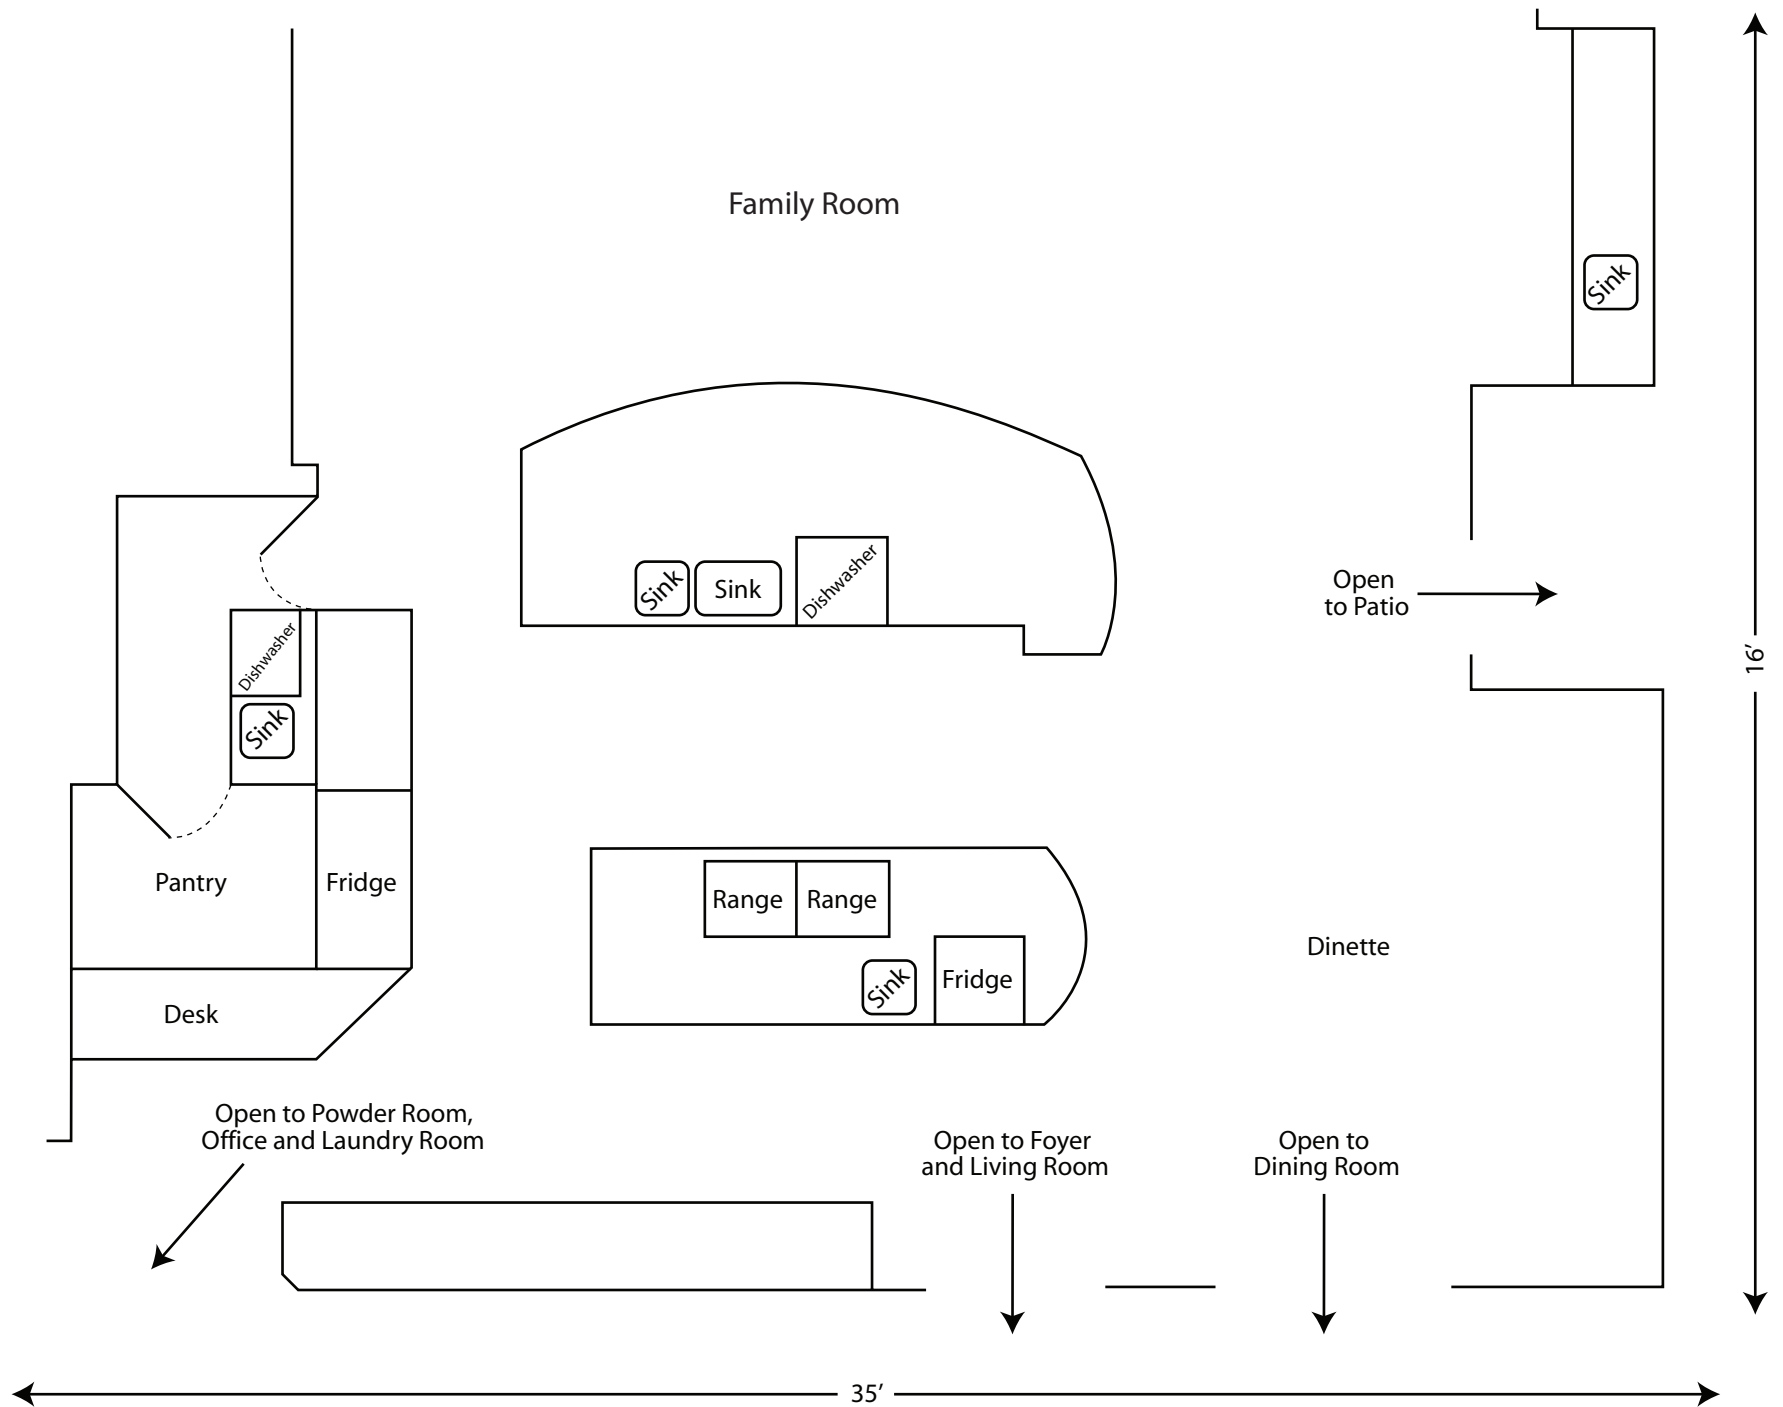 Family Room
Sink
Sink
Sink
Dishwasher
Open
to Patio
16’
Dishwasher
Sink
Pantry
Fridge
Range
Range
Sink
Fridge
Dinette
Desk
Open to Powder Room,
Office and Laundry Room
Open to Foyer
and Living Room
Open to
Dining Room
35’